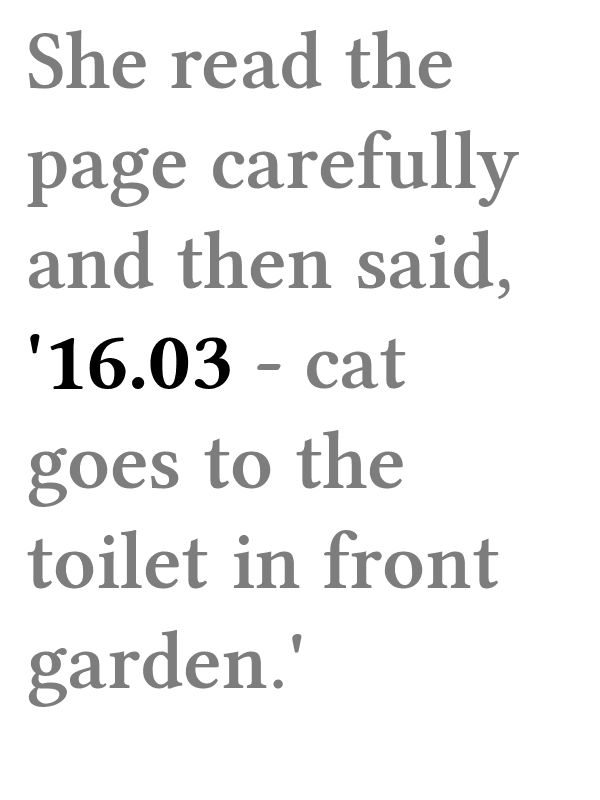 She read the
page carefully
and then said,
'16.03 - cat
goes to the
toilet in front
garden.'